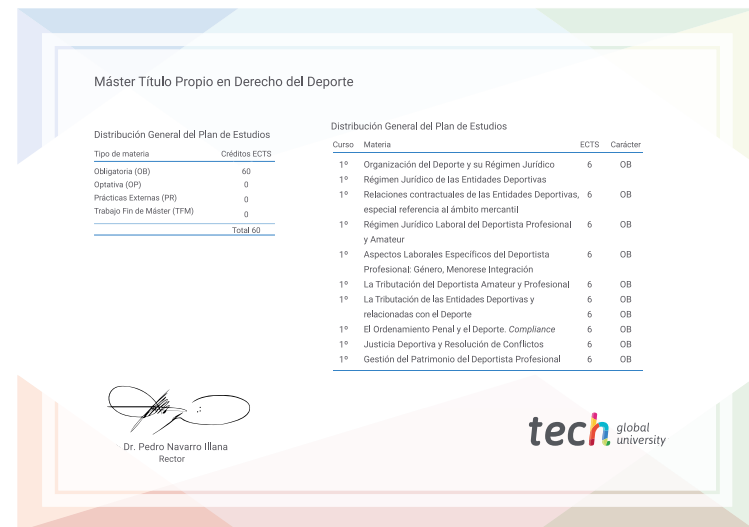 Máster Título Propio en Derecho del Deporte
Distribución General del Plan de Estudios
Tipo de materia Créditos ECTS
Obligatoria (OB) 60
Optativa (OP) 0
Prácticas Externas (PR) 0
Trabajo Fin de Máster (TFM) 0
Total 60
Distribución General del Plan de Estudios
Curso Materia ECTS Carácter
1º Organización del Deporte y su Régimen Jurídico 6 OB
1º Régimen Jurídico de las Entidades Deportivas
1º Relaciones contractuales de las Entidades Deportivas, 6 OB
especial referencia al ámbito mercantil
1º Régimen Jurídico Laboral del Deportista Profesional 6 OB
y Amateur
1º Aspectos Laborales Específicos del Deportista 6 OB
Profesional: Género, Menorese Integración
1º La Tributación del Deportista Amateur y Profesional 6 OB
1º La Tributación de las Entidades Deportivas y 6 OB
relacionadas con el Deporte 6 OB
1º El Ordenamiento Penal y el Deporte. Compliance 6 OB
1º Justicia Deportiva y Resolución de Conflictos 6 OB
1º Gestión del Patrimonio del Deportista Profesional 6 OB
Dr. Pedro Navarro Illana
Rector
tech global
university